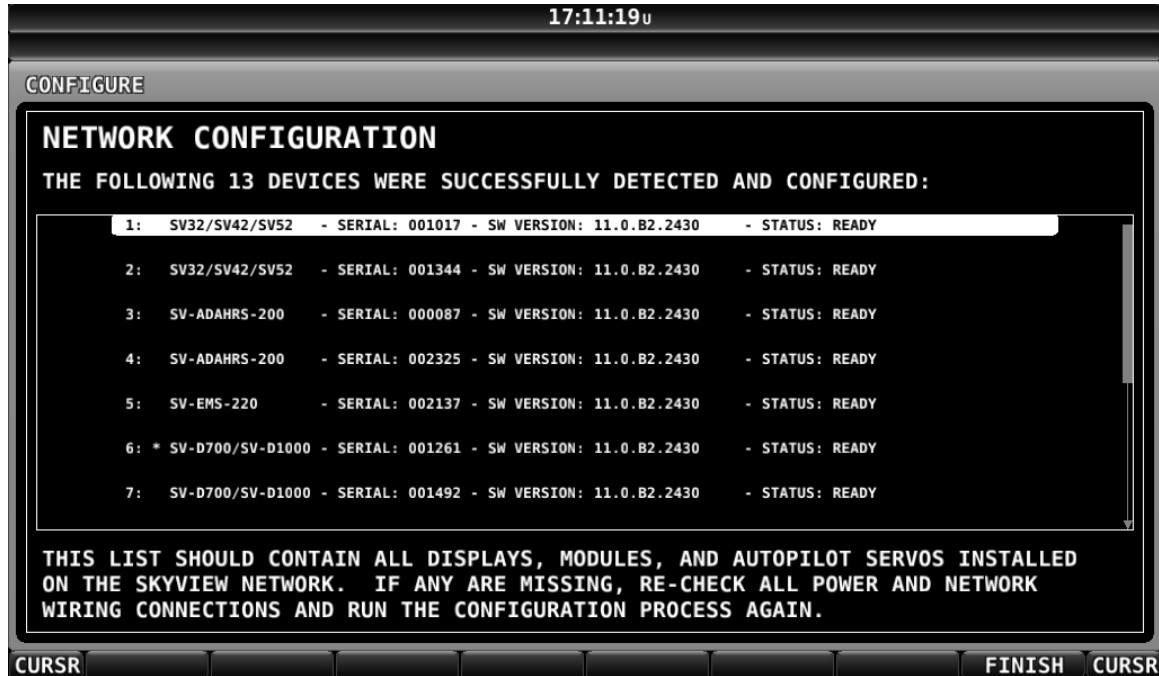 17:11:19U
CONFIGURE
NETWORK CONFIGURATION
THE FOLLOWING 13 DEVICES WERE SUCCESSFULLY DETECTED AND CONFIGURED:
1: SV32/SV42/SV52 - SERIAL: 001017 - SW VERSION: 11.0.B2.2430 - STATUS: READY
2: SV32/SV42/SV52 - SERIAL: 001344 - SW VERSION: 11.0.B2.2430 - STATUS: READY
3: SV-ADAHRS-200 - SERIAL: 000087 - SW VERSION: 11.0.B2.2430 - STATUS: READY
4: SV-ADAHRS-200 - SERIAL: 002325 - SW VERSION: 11.0.B2.2430 - STATUS: READY
5: SV-EMS-220 - SERIAL: 002137 - SW VERSION: 11.0.B2.2430 - STATUS: READY
6: * SV-D700/SV-D1000 - SERIAL: 001261 - SW VERSION: 11.0.B2.2430 - STATUS: READY
7: SV-D700/SV-D1000 - SERIAL: 001492 - SW VERSION: 11.0.B2.2430 - STATUS: READY
THIS LIST SHOULD CONTAIN ALL DISPLAYS, MODULES, AND AUTOPILOT SERVOS INSTALLED
ON THE SKYVIEW NETWORK. IF ANY ARE MISSING, RE-CHECK ALL POWER AND NETWORK
WIRING CONNECTIONS AND RUN THE CONFIGURATION PROCESS AGAIN.
CURSR FINISH CURSR